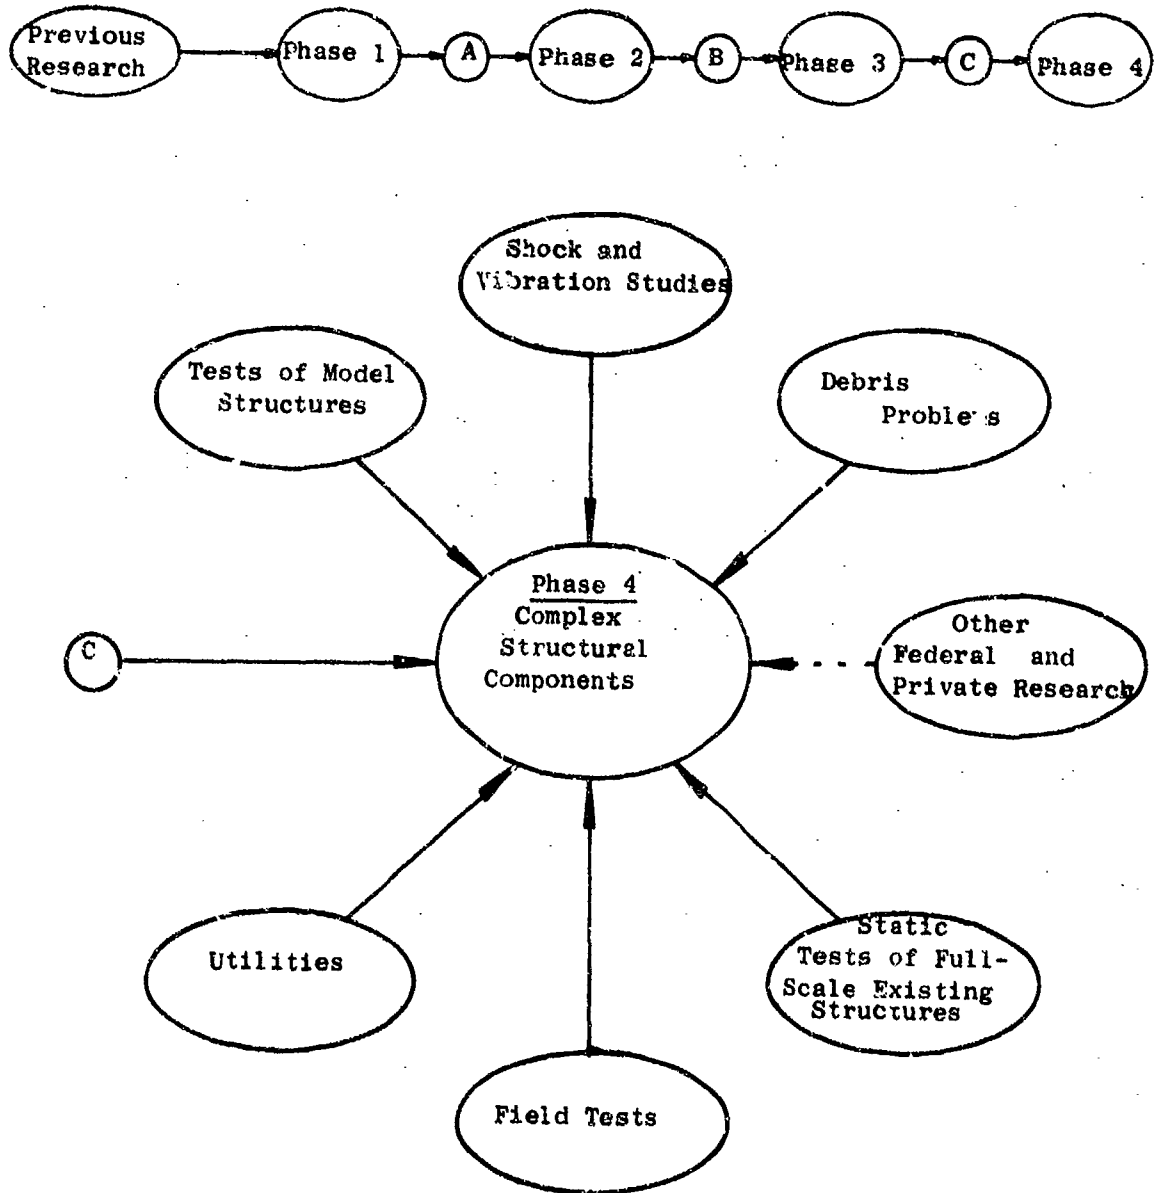 Previous
Research
Phase 1
A
Phase 2
B
Phase 3
C
Phase 4
Shock and
Vibration Studies
Tests of Model
Structures
Debris
Problems
Phase 4
Complex
Structural
Components
C
Other
Federal and
Private Research
Utilities
Static
Tests of Full-
Scale Existing
Structures
Field Tests